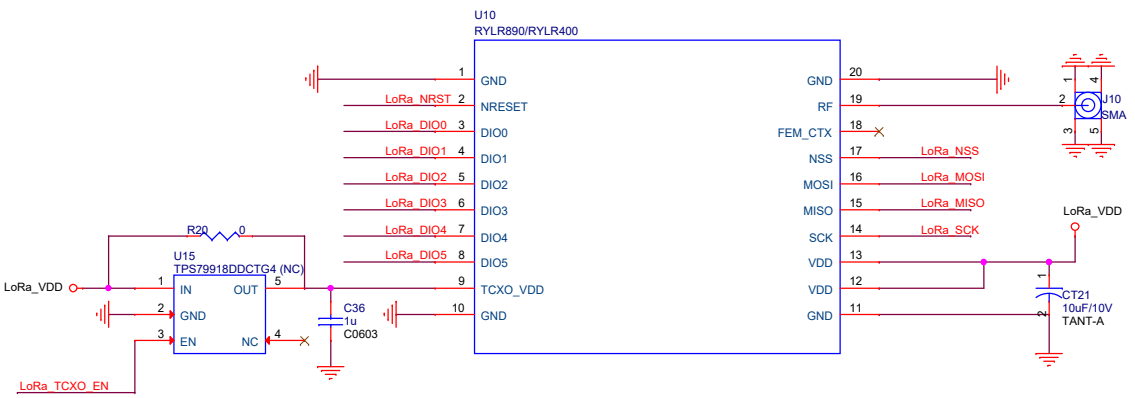 U10
RYLR890/RYLR400
1 GND
LoRa_NRST 2 NRESET
LoRa_DIO0 3 DIO0
LoRa_DIO1 4 DIO1
LoRa_DIO2 5 DIO2
LoRa_DIO3 6 DIO3
LoRa_DIO4 7 DIO4
LoRa_DIO5 8 DIO5
9 TCXO_VDD
10 GND
GND 20
RF 19
FEM_CTX 18
NSS 17 LoRa_NSS
MOSI 16 LoRa_MOSI
MISO 15 LoRa_MISO
SCK 14 LoRa_SCK
VDD 13
VDD 12
GND 11
1 4
2 J10
SMA
3 5
LoRa_VDD
1
CT21
10uF/10V
2
TANT-A
R20 0
U15
TPS79918DDCTG4 (NC)
LoRa_VDD 1 IN OUT 5
2 GND
3 EN NC 4
C36
1u
C0603
LoRa_TCXO_EN